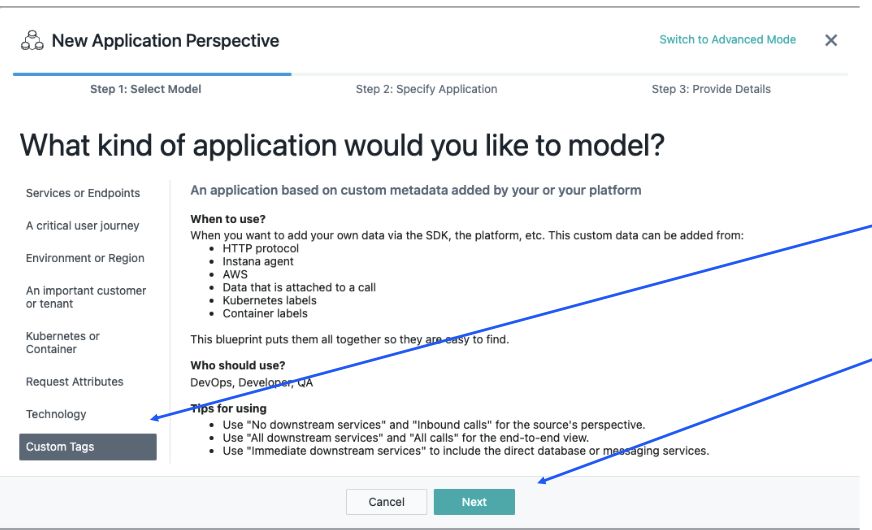 New Application Perspective
Switch to Advanced Mode
Step 1: Select Model
Step 2: Specify Application
Step 3: Provide Details
What kind of application would you like to model?
Services or Endpoints
A critical user journey
Environment or Region
An important customer
or tenant
Kubernetes or
Container
Request Attributes
Technology
Custom Tags
An application based on custom metadata added by your or your platform
When to use?
When you want to add your own data via the SDK, the platform, etc. This custom data can be added from:
• HTTP protocol
• Instana agent
• AWS
• Data that is attached to a call
• Kubernetes labels
• Container labels
This blueprint puts them all together so they are easy to find.
Who should use?
DevOps, Developer, QA
Tips for using
• Use "No downstream services" and "Inbound calls" for the source's perspective.
• Use "All downstream services" and "All calls" for the end-to-end view.
• Use "Immediate downstream services" to include the direct database or messaging services.
Cancel
Next